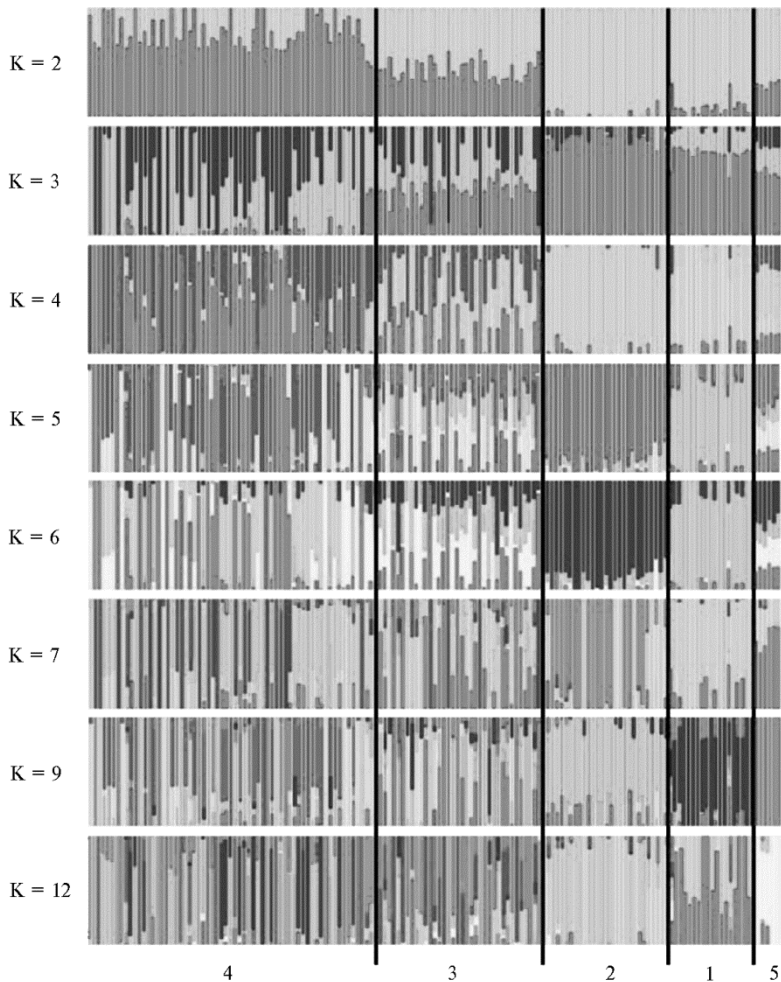 K = 2
K = 3
K = 4
K = 5
K = 6
K = 7
K = 9
K = 12
4 3 2 1 5